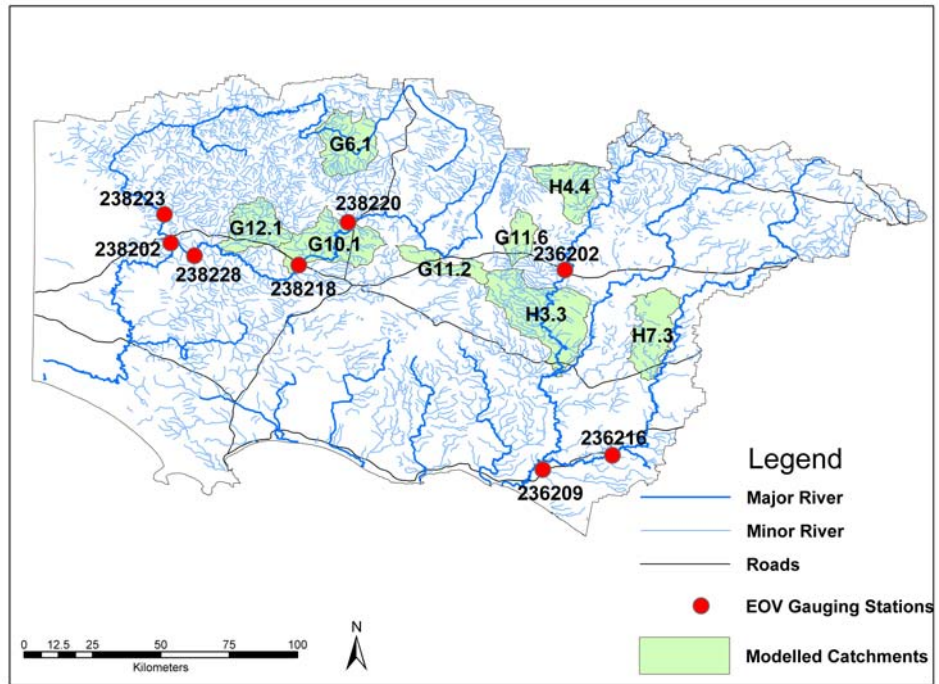 G6.1
H4.4
238223
238220
G12.1
G11.6
238202
G10.1
236202
238228
G11.2
238218
H3.3
H7.3
236216
236209
Legend
Major River
Minor River
Roads
EOV Gauging Stations
Modelled Catchments
N
0 12.5 25 50 75 100
Kilometers